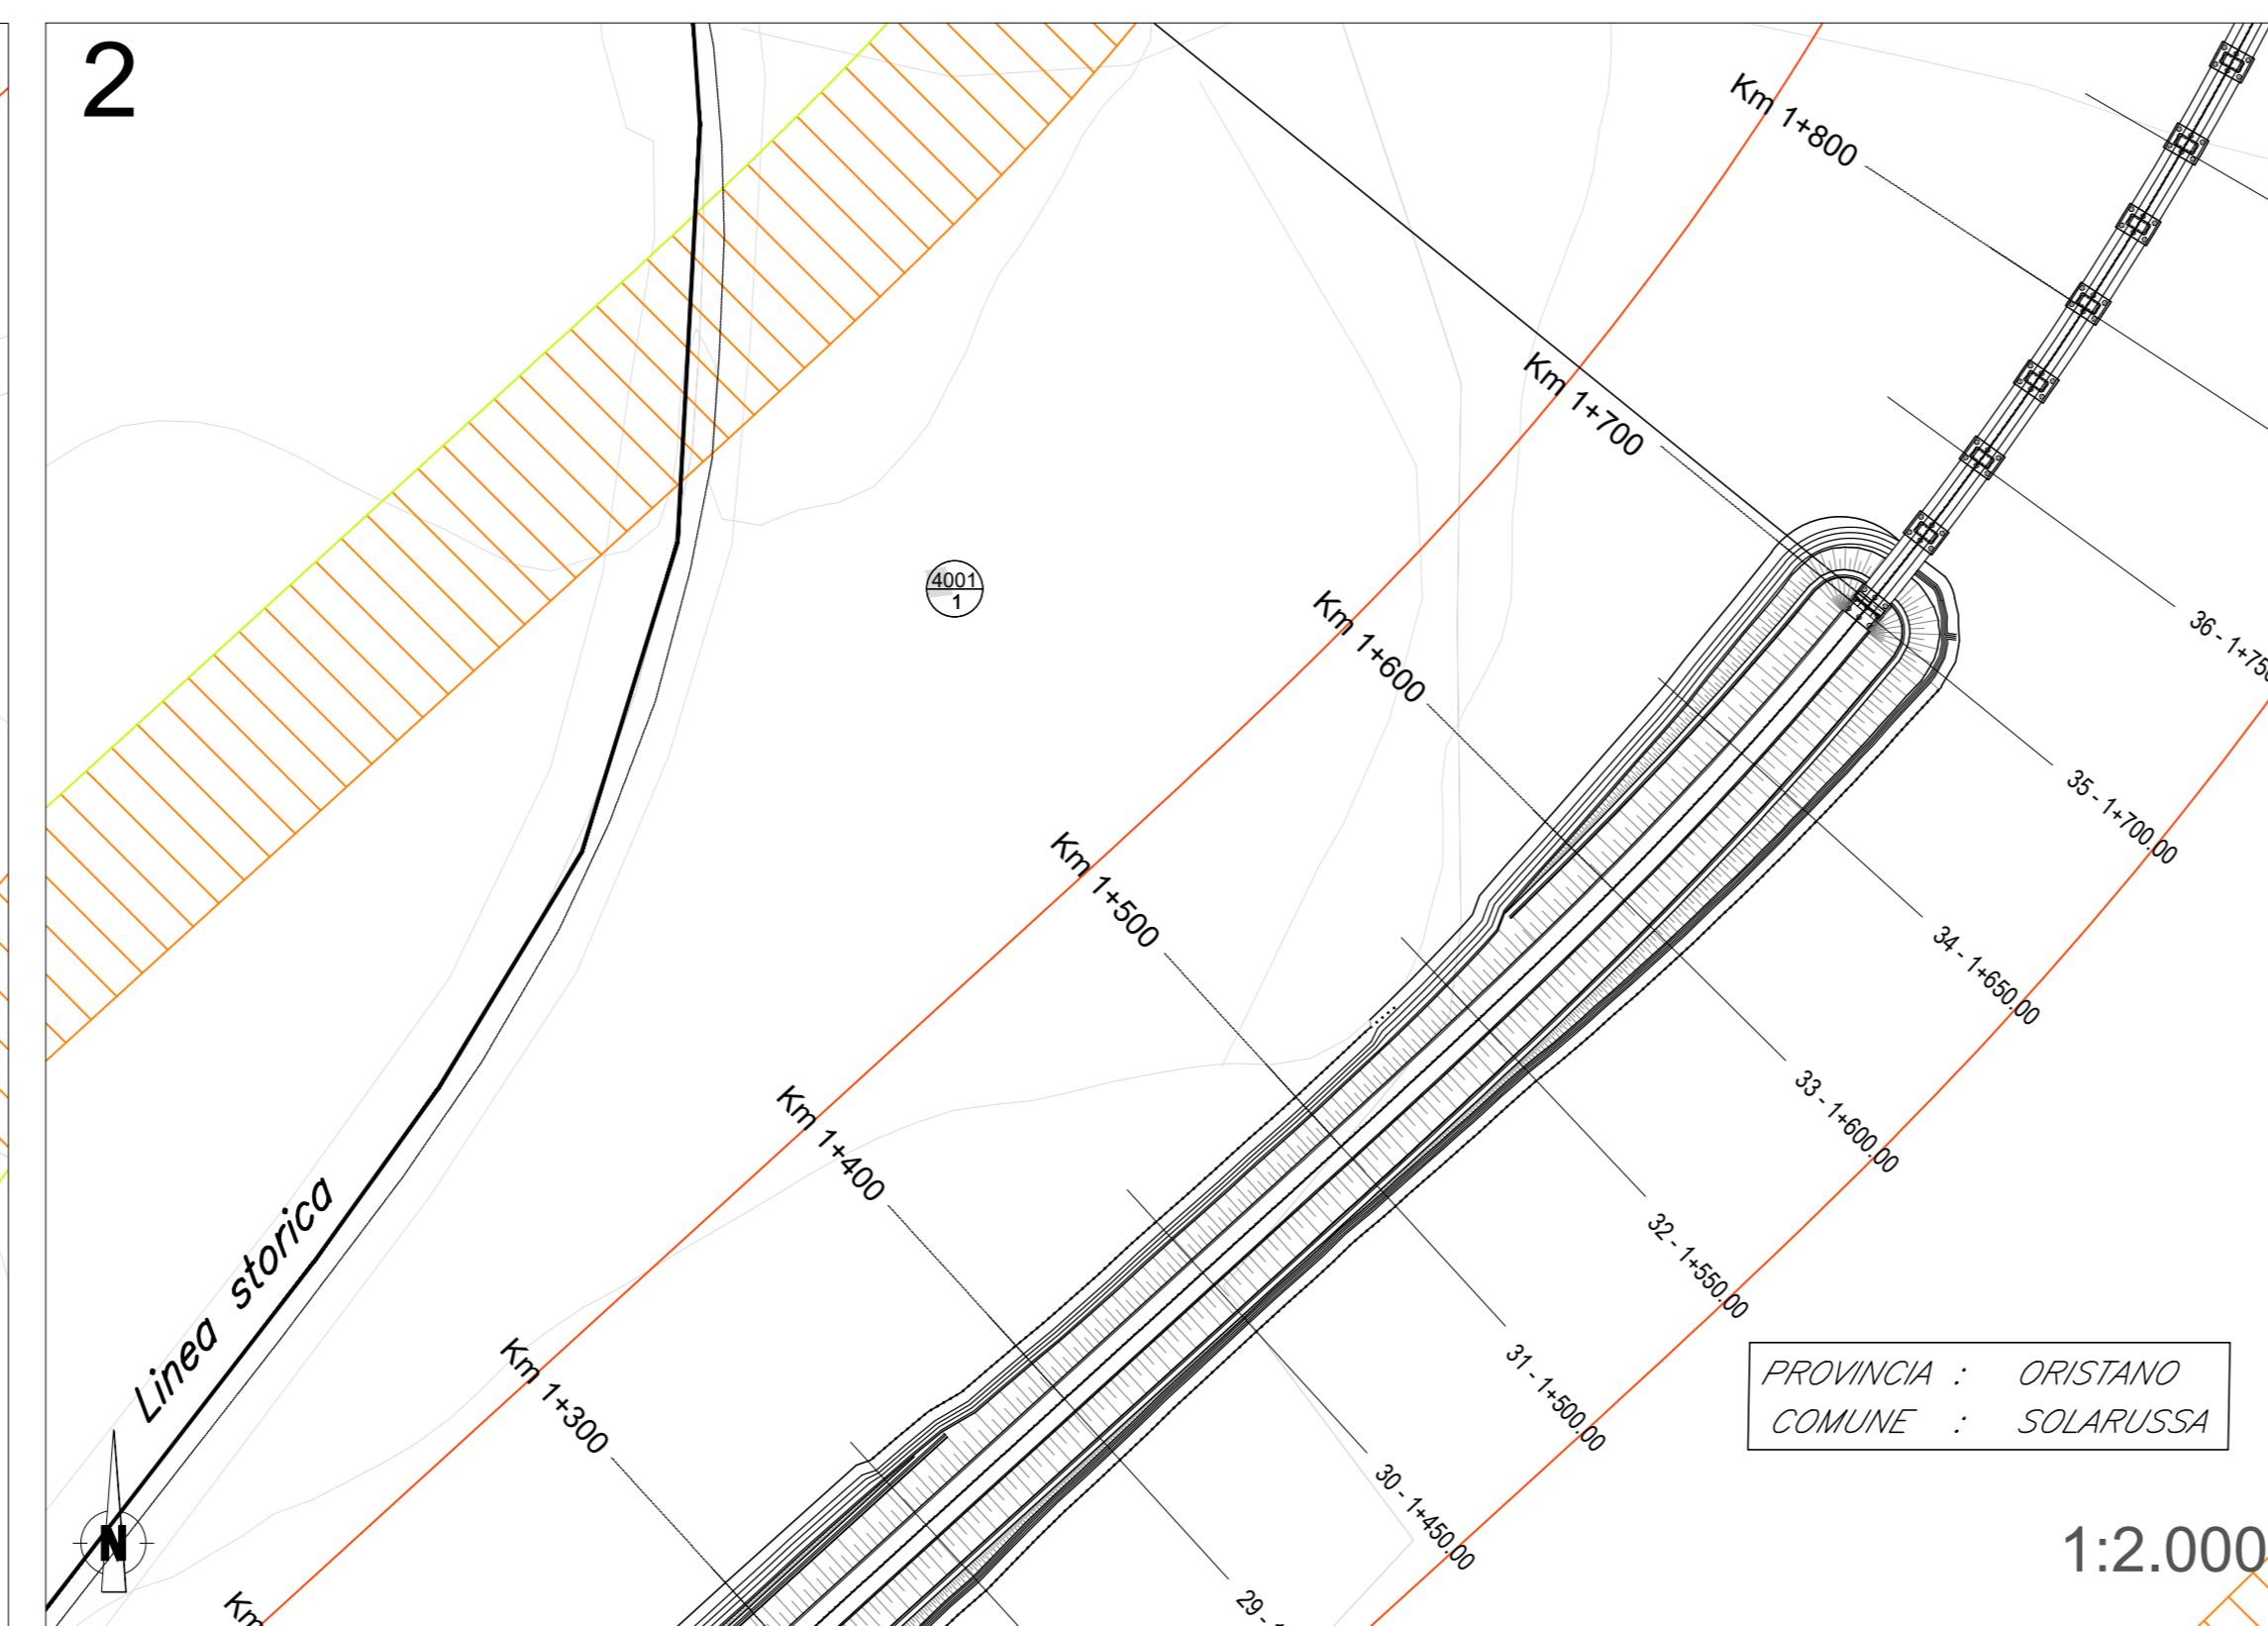 2
Km 1+800
Km 1+700
4001
1
Km 1+600
36 - 1+75
35 - 1+700.00
Km 1+500
34 - 1+650.00
Km 1+400
33 - 1+600.00
Linea storica
32 - 1+550.00
Km 1+300
31 - 1+500.00
PROVINCIA : ORISTANO
COMUNE : SOLARUSSA
30 - 1+450.00
N
1:2.000
Km
29 -